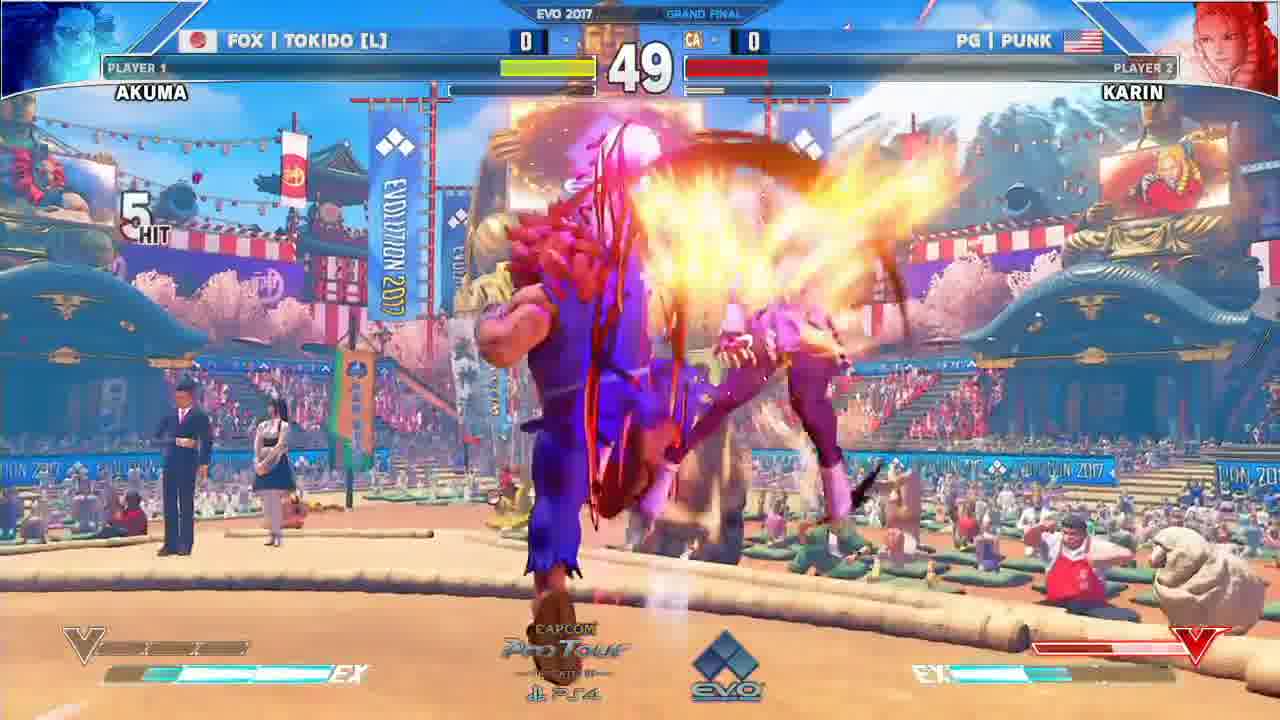 EVO 2017 GRAND FINAL
FOX | TOKIDO [L] 0 49 CA 0 PG | PUNK
PLAYER 1 PLAYER 2
AKUMA KARIN
5
HIT
EVOLUTION 2017
2017
CAPCOM
PRO TOUR
PS4
EVO
EX EX
V V